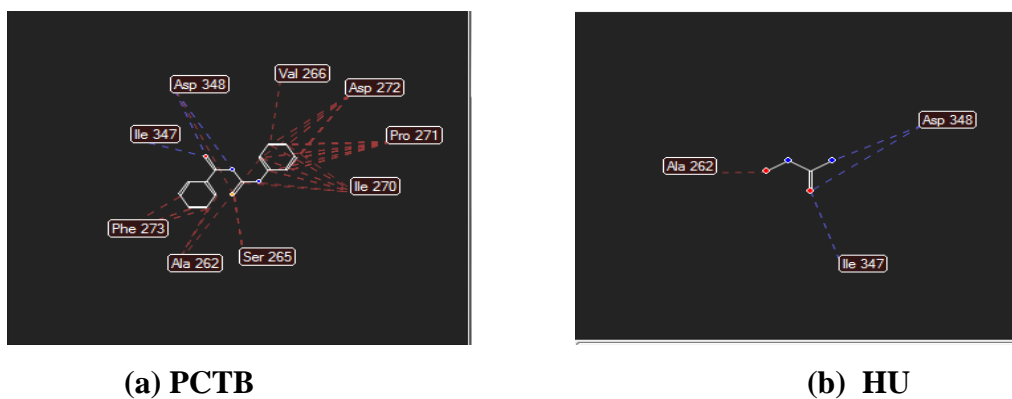 Val 266
Asp 348
Asp 272
Ile 347
Pro 271
Ile 270
Phe 273
Ala 262
Ser 265
Asp 348
Ala 262
Ile 347
(a) PCTB
(b) HU